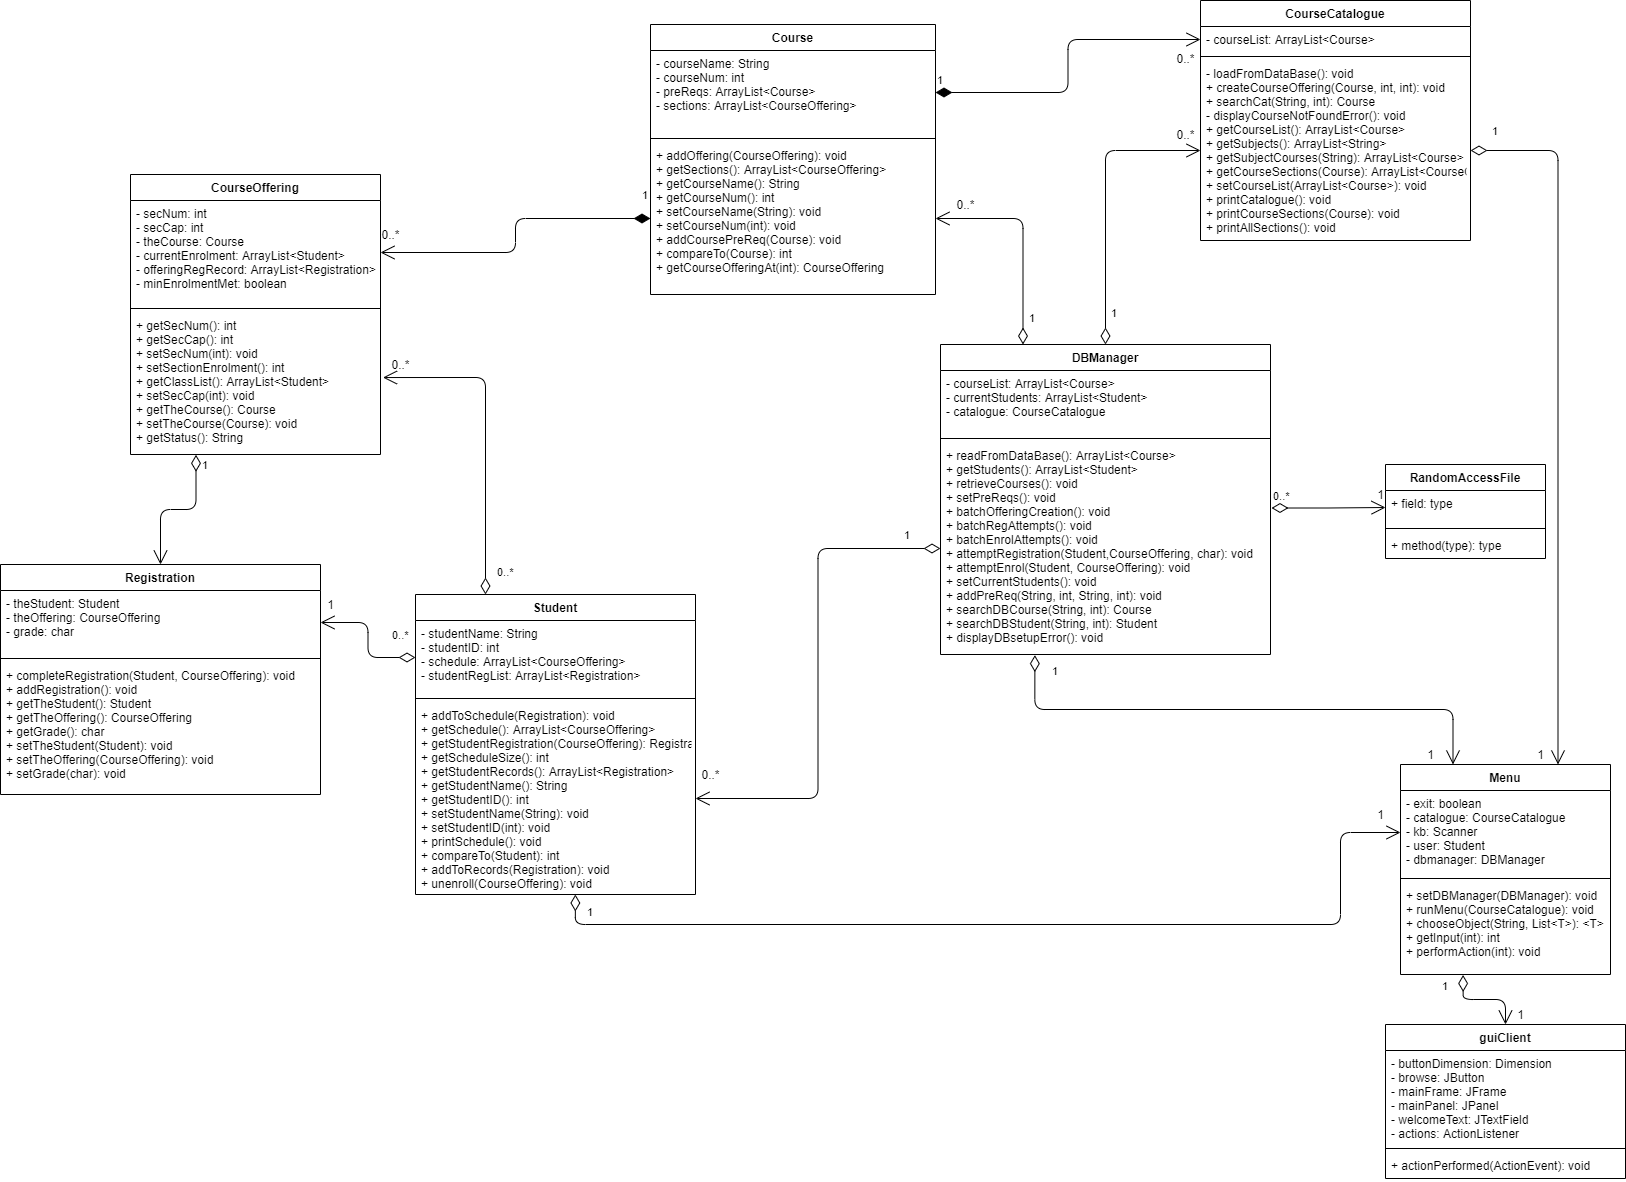 CourseCatalogue
- courseList: ArrayList<Course>
- loadFromDataBase(): void
+ createCourseOffering(Course, int, int): void
+ searchCat(String, int): Course
- displayCourseNotFoundError(): void
+ getCourseList(): ArrayList<Course>
+ getSubjects(): ArrayList<String>
+ getSubjectCourses(String): ArrayList<Course>
+ getCourseSections(Course): ArrayList<Course(
+ setCourseList(ArrayList<Course>): void
+ printCatalogue(): void
+ printCourseSections(Course): void
+ printAllSections(): void
Course
- courseName: String
- courseNum: int
- preReqs: ArrayList<Course>
- sections: ArrayList<CourseOffering>
+ addOffering(CourseOffering): void
+ getSections(): ArrayList<CourseOffering>
+ getCourseName(): String
+ getCourseNum(): int
+ setCourseName(String): void
+ setCourseNum(int): void
+ addCoursePreReq(Course): void
+ compareTo(Course): int
+ getCourseOfferingAt(int): CourseOffering
1
0..*
0..*
1
1
0..*
0..*
1
1
CourseOffering
- secNum: int
- secCap: int
- theCourse: Course
- currentEnrolment: ArrayList<Student>
- offeringRegRecord: ArrayList<Registration>
- minEnrolmentMet: boolean
+ getSecNum(): int
+ getSecCap(): int
+ setSecNum(int): void
+ setSectionEnrolment(): int
+ getClassList(): ArrayList<Student>
+ setSecCap(int): void
+ getTheCourse(): Course
+ setTheCourse(Course): void
+ getStatus(): String
0..*
1
DBManager
- courseList: ArrayList<Course>
- currentStudents: ArrayList<Student>
- catalogue: CourseCatalogue
+ readFromDataBase(): ArrayList<Course>
+ getStudents(): ArrayList<Student>
+ retrieveCourses(): void
+ setPreReqs(): void
+ batchOfferingCreation(): void
+ batchRegAttempts(): void
+ batchEnrolAttempts(): void
+ attemptRegistration(Student,CourseOffering, char): void
+ attemptEnrol(Student, CourseOffering): void
+ setCurrentStudents(): void
+ addPreReq(String, int, String, int): void
+ searchDBCourse(String, int): Course
+ searchDBStudent(String, int): Student
+ displayDBsetupError(): void
0..*
1
RandomAccessFile
+ field: type
+ method(type): type
1
0..*
1
Registration
- theStudent: Student
- theOffering: CourseOffering
- grade: char
+ completeRegistration(Student, CourseOffering): void
+ addRegistration(): void
+ getTheStudent(): Student
+ getTheOffering(): CourseOffering
+ getGrade(): char
+ setTheStudent(Student): void
+ setTheOffering(CourseOffering): void
+ setGrade(char): void
1
0..*
Student
- studentName: String
- studentID: int
- schedule: ArrayList<CourseOffering>
- studentRegList: ArrayList<Registration>
+ addToSchedule(Registration): void
+ getSchedule(): ArrayList<CourseOffering>
+ getStudentRegistration(CourseOffering): Registra
+ getScheduleSize(): int
+ getStudentRecords(): ArrayList<Registration>
+ getStudentName(): String
+ getStudentID(): int
+ setStudentName(String): void
+ setStudentID(int): void
+ printSchedule(): void
+ compareTo(Student): int
+ addToRecords(Registration): void
+ unenroll(CourseOffering): void
0..*
1
1
1
1
Menu
- exit: boolean
- catalogue: CourseCatalogue
- kb: Scanner
- user: Student
- dbmanager: DBManager
+ setDBManager(DBManager): void
+ runMenu(CourseCatalogue): void
+ chooseObject(String, List<T>): <T>
+ getInput(int): int
+ performAction(int): void
1
1
guiClient
- buttonDimension: Dimension
- browse: JButton
- mainFrame: JFrame
- mainPanel: JPanel
- welcomeText: JTextField
- actions: ActionListener
+ actionPerformed(ActionEvent): void